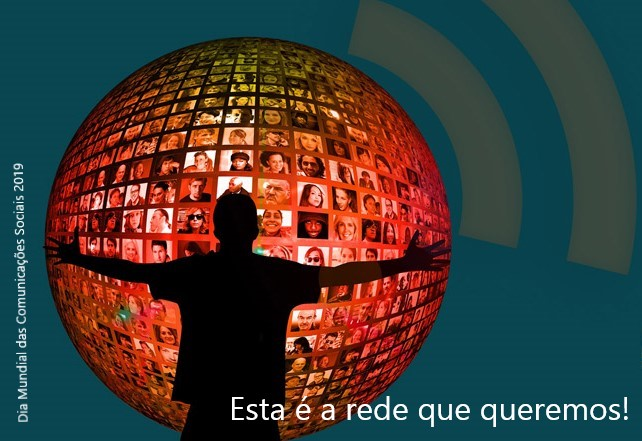 Dia Mundial das Comunicações Sociais 2019
Esta é a rede que queremos!